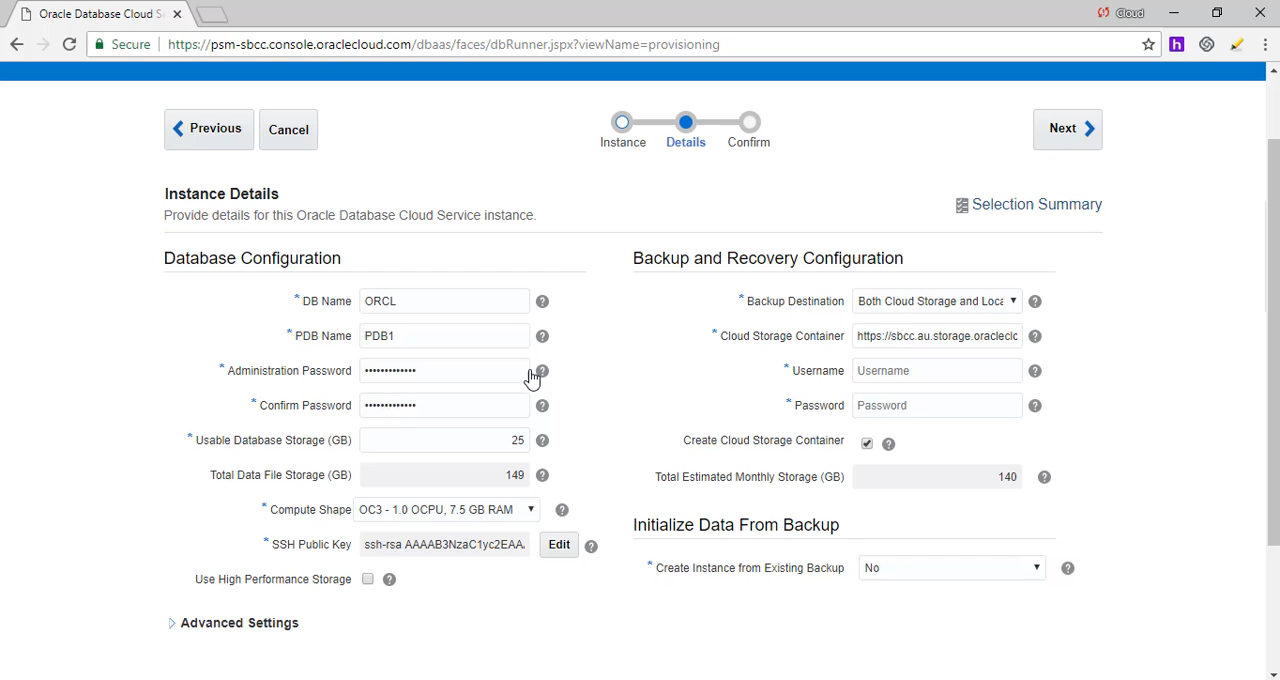 Oracle Database Cloud S
Cloud
Secure https://psm-sbcc.console.oraclecloud.com/dbaas/faces/dbRunner.jspx?viewName=provisioning
h
Previous
Cancel
Instance
Details
Confirm
Next
Instance Details
Provide details for this Oracle Database Cloud Service instance.
Selection Summary
Database Configuration
* DB Name ORCL ?
* PDB Name PDB1 ?
* Administration Password ••••••••••••• ?
* Confirm Password ••••••••••••• ?
* Usable Database Storage (GB) 25 ?
Total Data File Storage (GB) 149 ?
* Compute Shape OC3 - 1.0 OCPU, 7.5 GB RAM ?
* SSH Public Key ssh-rsa AAAAB3NzaC1yc2EAA. Edit ?
Use High Performance Storage ?
Advanced Settings
Backup and Recovery Configuration
* Backup Destination Both Cloud Storage and Loca ?
* Cloud Storage Container https://sbcc.au.storage.oracleclc ?
* Username Username ?
* Password Password ?
Create Cloud Storage Container ?
Total Estimated Monthly Storage (GB) 140 ?
Initialize Data From Backup
* Create Instance from Existing Backup No ?